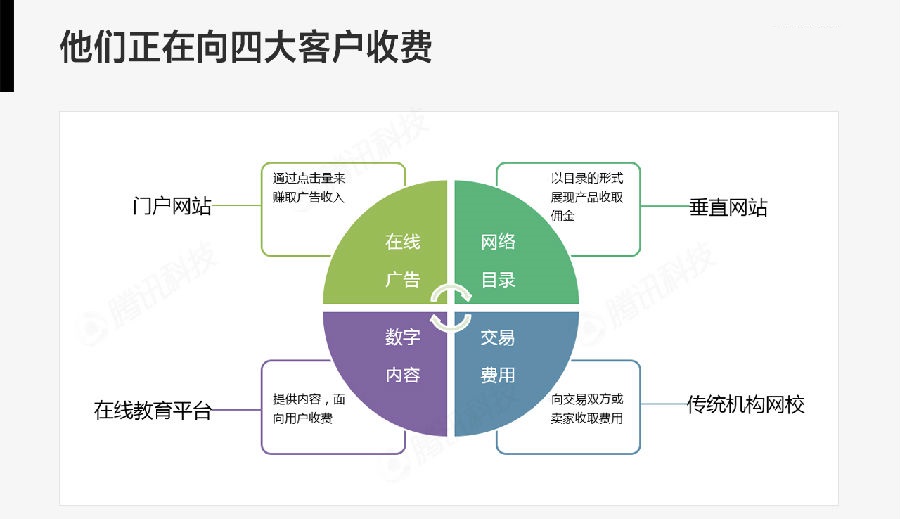 他们正在向四大客户收费
门户网站
通过点击量来
赚取广告收入
在线
广告
网络
目录
以目录的形式
展现产品收取
佣金
垂直网站
在线教育平台
提供内容，面
向用户收费
数字
内容
交易
费用
向交易双方或
卖家收取费用
传统机构网校
腾讯科技
腾讯科技
腾讯科技
腾讯科技